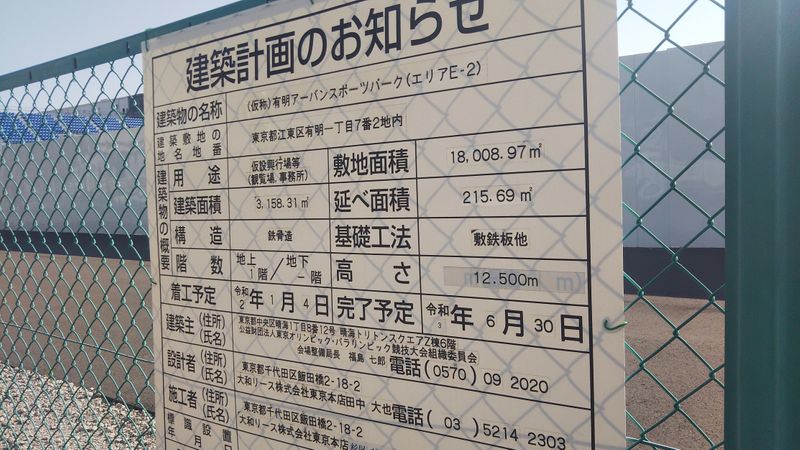 建築計画のお知らせ
建築物の名称 (仮称)有明アーバンスポーツパーク(エリアE-2)
建築敷地の地名地番 東京都江東区有明一丁目7番2地内
建築物の概要
用途 仮設興行場等(観覧場、事務所) 敷地面積 18,008.97㎡
建築面積 3,158.31㎡ 延べ面積 215.69㎡
構造 鉄骨造 基礎工法 敷鉄板他
階数 地上1階/地下-階 高さ 12.500m
着工予定 令和2年1月4日 完了予定 令和3年6月30日
建築主(住所)(氏名) 東京都中央区晴海1丁目8番12号 晴海トリトンスクエアZ棟6階
公益財団法人東京オリンピック・パラリンピック競技大会組織委員会
会場整備局長 福島 七郎 電話(0570)09 2020
設計者(住所)(氏名) 東京都千代田区飯田橋2-18-2
大和リース株式会社東京本店田中 大也 電話(03)5214 2303
施工者(住所)(氏名) 東京都千代田区飯田橋2-18-2
大和リース株式会社東京本店
標識設置
年月日